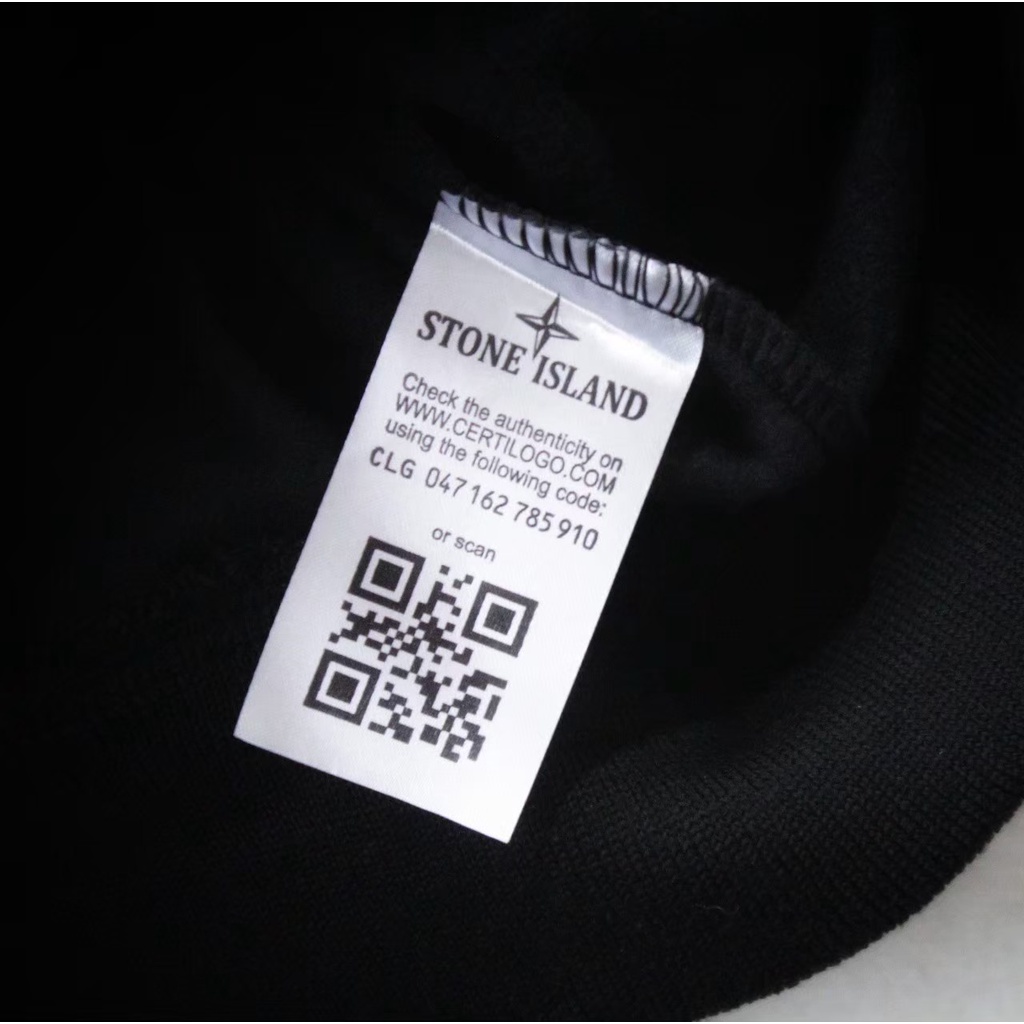 STONE ISLAND
Check the authenticity on
WWW.CERTILOGO.COM
using the following code:
CLG 047 162 785 910
or scan